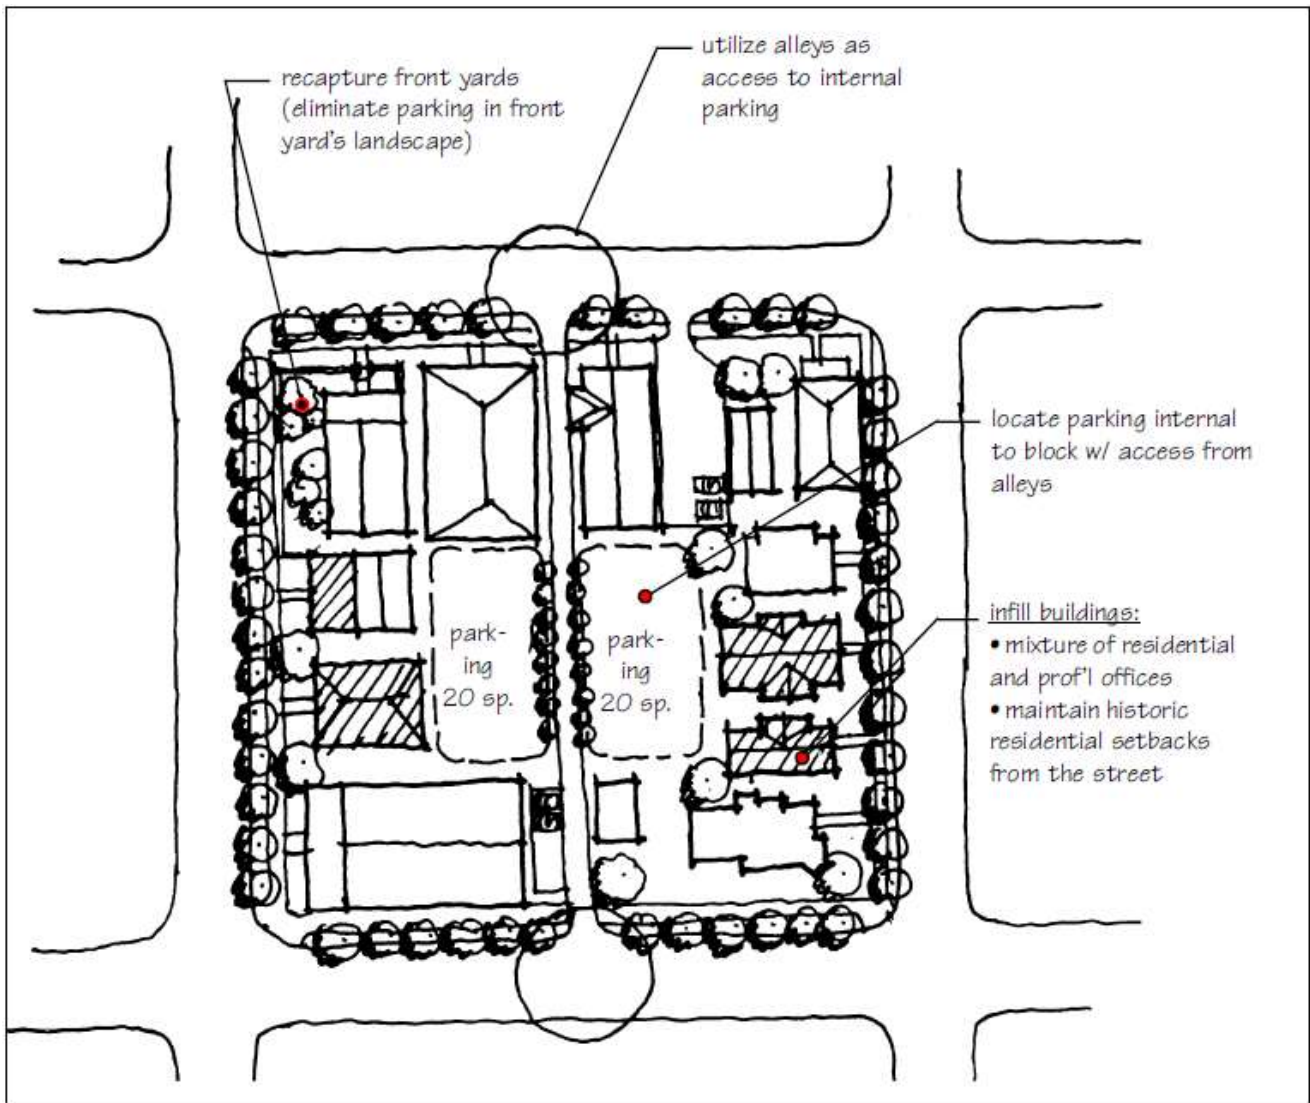 utilize alleys as
access to internal
parking
recapture front yards
(eliminate parking in front
yard's landscape)
locate parking internal
to block w/ access from
alleys
infill buildings:
• mixture of residential
and prof'l offices
• maintain historic
residential setbacks
from the street
park-
ing
20 sp.
park-
ing
20 sp.